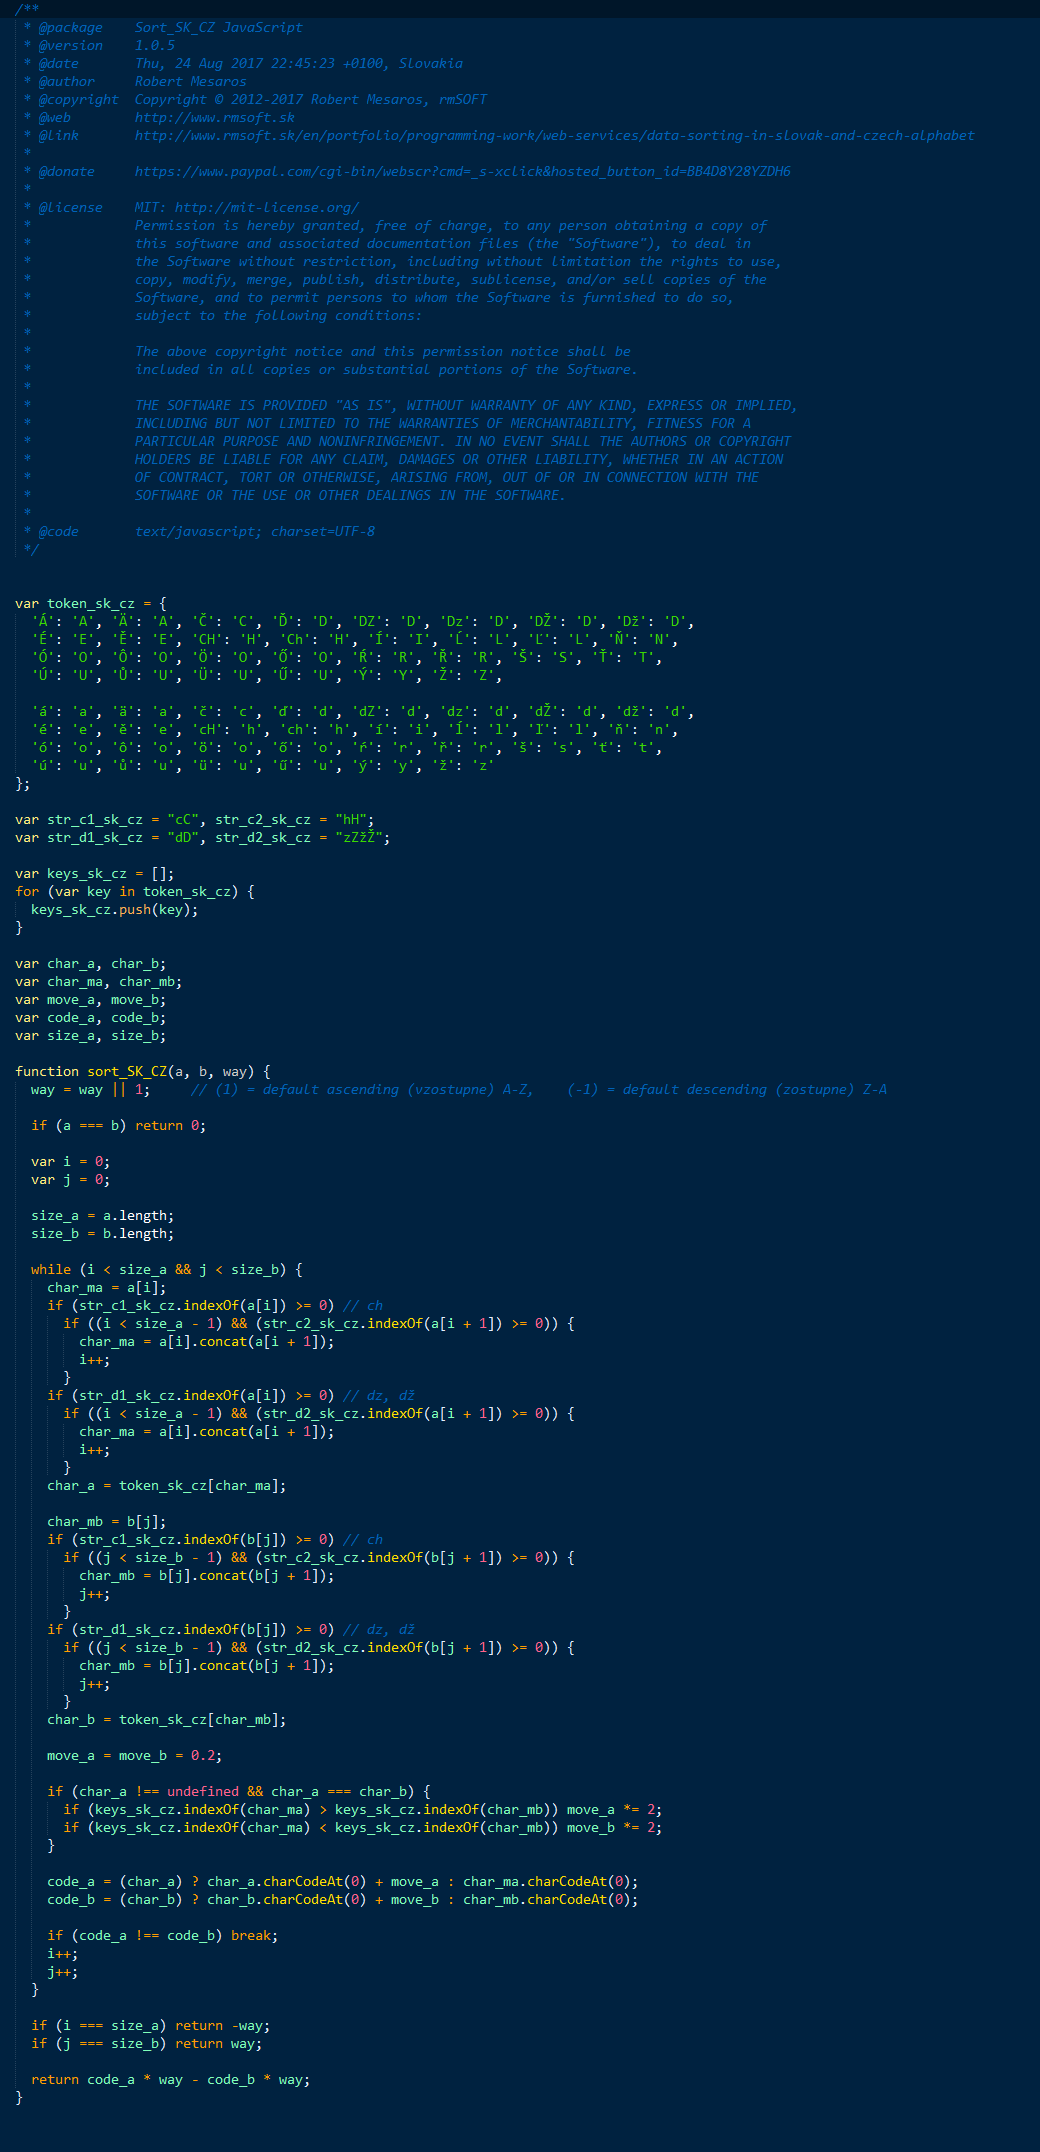 /**
 * @package    Sort_SK_CZ JavaScript
 * @version    1.0.5
 * @date       Thu, 24 Aug 2017 22:45:23 +0100, Slovakia
 * @author     Robert Mesaros
 * @copyright  Copyright © 2012-2017 Robert Mesaros, rmSOFT
 * @web        http://www.rmsoft.sk
 * @link       http://www.rmsoft.sk/en/portfolio/programming-work/web-services/data-sorting-in-slovak-and-czech-alphabet
 *
 * @donate     https://www.paypal.com/cgi-bin/webscr?cmd=_s-xclick&hosted_button_id=BB4D8Y28YZDH6
 *
 * @license    MIT: http://mit-license.org/
 *             Permission is hereby granted, free of charge, to any person obtaining a copy of
 *             this software and associated documentation files (the "Software"), to deal in
 *             the Software without restriction, including without limitation the rights to use,
 *             copy, modify, merge, publish, distribute, sublicense, and/or sell copies of the
 *             Software, and to permit persons to whom the Software is furnished to do so,
 *             subject to the following conditions:
 *
 *             The above copyright notice and this permission notice shall be
 *             included in all copies or substantial portions of the Software.
 *
 *             THE SOFTWARE IS PROVIDED "AS IS", WITHOUT WARRANTY OF ANY KIND, EXPRESS OR IMPLIED,
 *             INCLUDING BUT NOT LIMITED TO THE WARRANTIES OF MERCHANTABILITY, FITNESS FOR A
 *             PARTICULAR PURPOSE AND NONINFRINGEMENT. IN NO EVENT SHALL THE AUTHORS OR COPYRIGHT
 *             HOLDERS BE LIABLE FOR ANY CLAIM, DAMAGES OR OTHER LIABILITY, WHETHER IN AN ACTION
 *             OF CONTRACT, TORT OR OTHERWISE, ARISING FROM, OUT OF OR IN CONNECTION WITH THE
 *             SOFTWARE OR THE USE OR OTHER DEALINGS IN THE SOFTWARE.
 *
 * @code       text/javascript; charset=UTF-8
 */

var token_sk_cz = {
  'Á': 'A', 'Ä': 'A', 'Č': 'C', 'Ď': 'D', 'DZ': 'D', 'Dz': 'D', 'DŽ': 'D', 'Dž': 'D',
  'É': 'E', 'Ě': 'E', 'CH': 'H', 'Ch': 'H', 'Í': 'I', 'Ĺ': 'L', 'Ľ': 'L', 'Ň': 'N',
  'Ó': 'O', 'Ô': 'O', 'Ö': 'O', 'Ő': 'O', 'Ŕ': 'R', 'Ř': 'R', 'Š': 'S', 'Ť': 'T',
  'Ú': 'U', 'Ů': 'U', 'Ü': 'U', 'Ű': 'U', 'Ý': 'Y', 'Ž': 'Z',

  'á': 'a', 'ä': 'a', 'č': 'c', 'ď': 'd', 'dZ': 'd', 'dz': 'd', 'dŽ': 'd', 'dž': 'd',
  'é': 'e', 'ě': 'e', 'cH': 'h', 'ch': 'h', 'í': 'i', 'ĺ': 'l', 'ľ': 'l', 'ň': 'n',
  'ó': 'o', 'ô': 'o', 'ö': 'o', 'ő': 'o', 'ŕ': 'r', 'ř': 'r', 'š': 's', 'ť': 't',
  'ú': 'u', 'ů': 'u', 'ü': 'u', 'ű': 'u', 'ý': 'y', 'ž': 'z'
};

var str_c1_sk_cz = "cC", str_c2_sk_cz = "hH";
var str_d1_sk_cz = "dD", str_d2_sk_cz = "zZžŽ";

var keys_sk_cz = [];
for (var key in token_sk_cz) {
  keys_sk_cz.push(key);
}

var char_a, char_b;
var char_ma, char_mb;
var move_a, move_b;
var code_a, code_b;
var size_a, size_b;

function sort_SK_CZ(a, b, way) {
  way = way || 1;     // (1) = default ascending (vzostupne) A-Z,    (-1) = default descending (zostupne) Z-A

  if (a === b) return 0;

  var i = 0;
  var j = 0;

  size_a = a.length;
  size_b = b.length;

  while (i < size_a && j < size_b) {
    char_ma = a[i];
    if (str_c1_sk_cz.indexOf(a[i]) >= 0) // ch
      if ((i < size_a - 1) && (str_c2_sk_cz.indexOf(a[i + 1]) >= 0)) {
        char_ma = a[i].concat(a[i + 1]);
        i++;
      }
    if (str_d1_sk_cz.indexOf(a[i]) >= 0) // dz, dž
      if ((i < size_a - 1) && (str_d2_sk_cz.indexOf(a[i + 1]) >= 0)) {
        char_ma = a[i].concat(a[i + 1]);
        i++;
      }
    char_a = token_sk_cz[char_ma];

    char_mb = b[j];
    if (str_c1_sk_cz.indexOf(b[j]) >= 0) // ch
      if ((j < size_b - 1) && (str_c2_sk_cz.indexOf(b[j + 1]) >= 0)) {
        char_mb = b[j].concat(b[j + 1]);
        j++;
      }
    if (str_d1_sk_cz.indexOf(b[j]) >= 0) // dz, dž
      if ((j < size_b - 1) && (str_d2_sk_cz.indexOf(b[j + 1]) >= 0)) {
        char_mb = b[j].concat(b[j + 1]);
        j++;
      }
    char_b = token_sk_cz[char_mb];

    move_a = move_b = 0.2;

    if (char_a !== undefined && char_a === char_b) {
      if (keys_sk_cz.indexOf(char_ma) > keys_sk_cz.indexOf(char_mb)) move_a *= 2;
      if (keys_sk_cz.indexOf(char_ma) < keys_sk_cz.indexOf(char_mb)) move_b *= 2;
    }

    code_a = (char_a) ? char_a.charCodeAt(0) + move_a : char_ma.charCodeAt(0);
    code_b = (char_b) ? char_b.charCodeAt(0) + move_b : char_mb.charCodeAt(0);

    if (code_a !== code_b) break;
    i++;
    j++;
  }

  if (i === size_a) return -way;
  if (j === size_b) return way;

  return code_a * way - code_b * way;
}